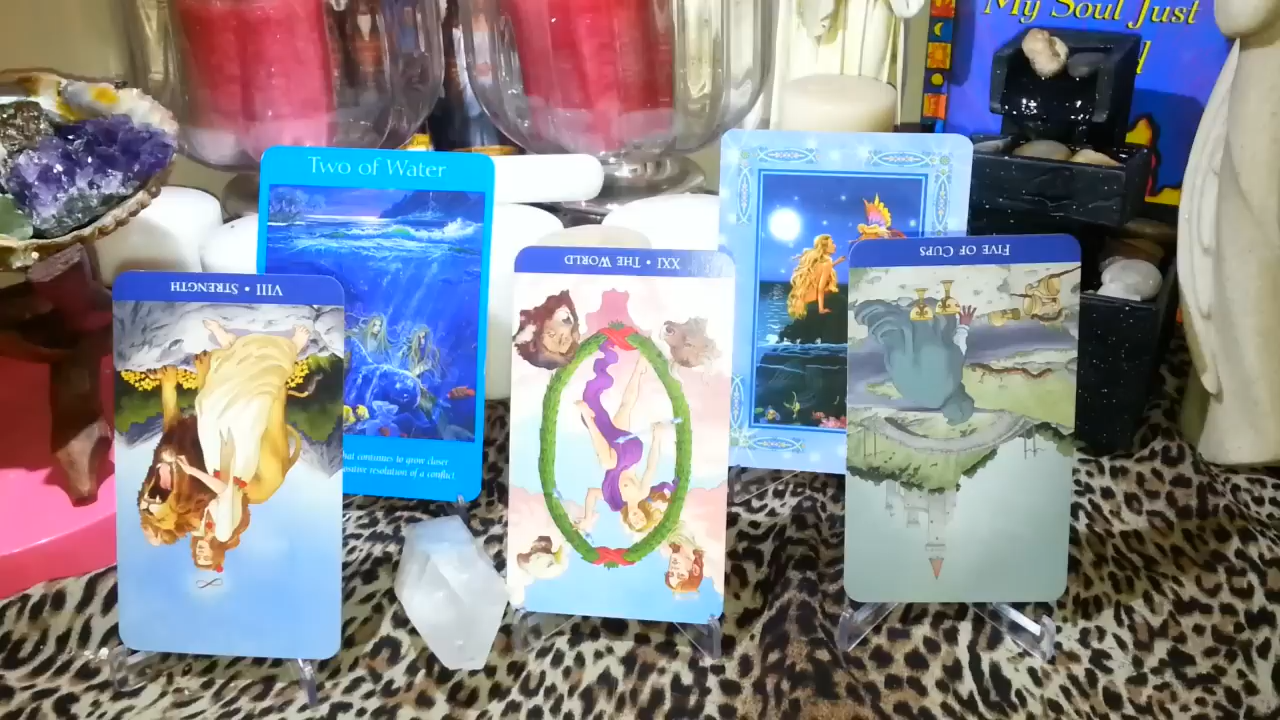 My Soul Just
Two of Water
VIII • STRENGTH
XXI • THE WORLD
FIVE OF CUPS
hat continues to grow closer
sitive resolution of a conflict.